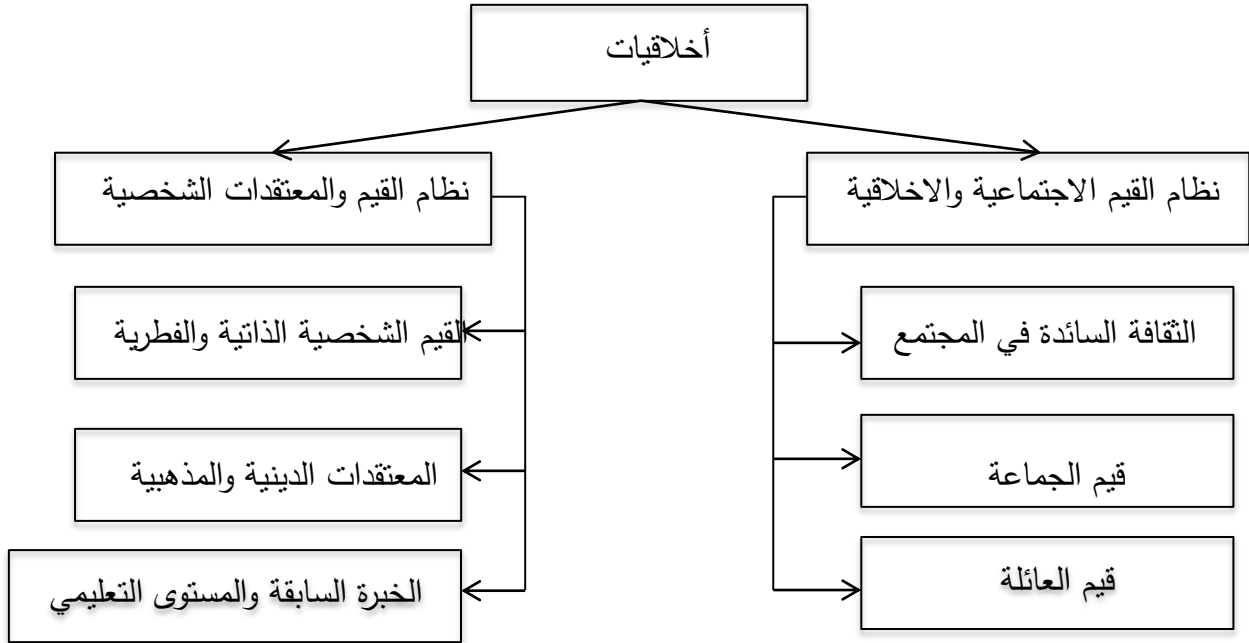 أخلاقيات
نظام القيم الاجتماعية والاخلاقية
نظام القيم والمعتقدات الشخصية
الثقافة السائدة في المجتمع
القيم الشخصية الذاتية والفطرية
قيم الجماعة
المعتقدات الدينية والمذهبية
قيم العائلة
الخبرة السابقة والمستوى التعليمي